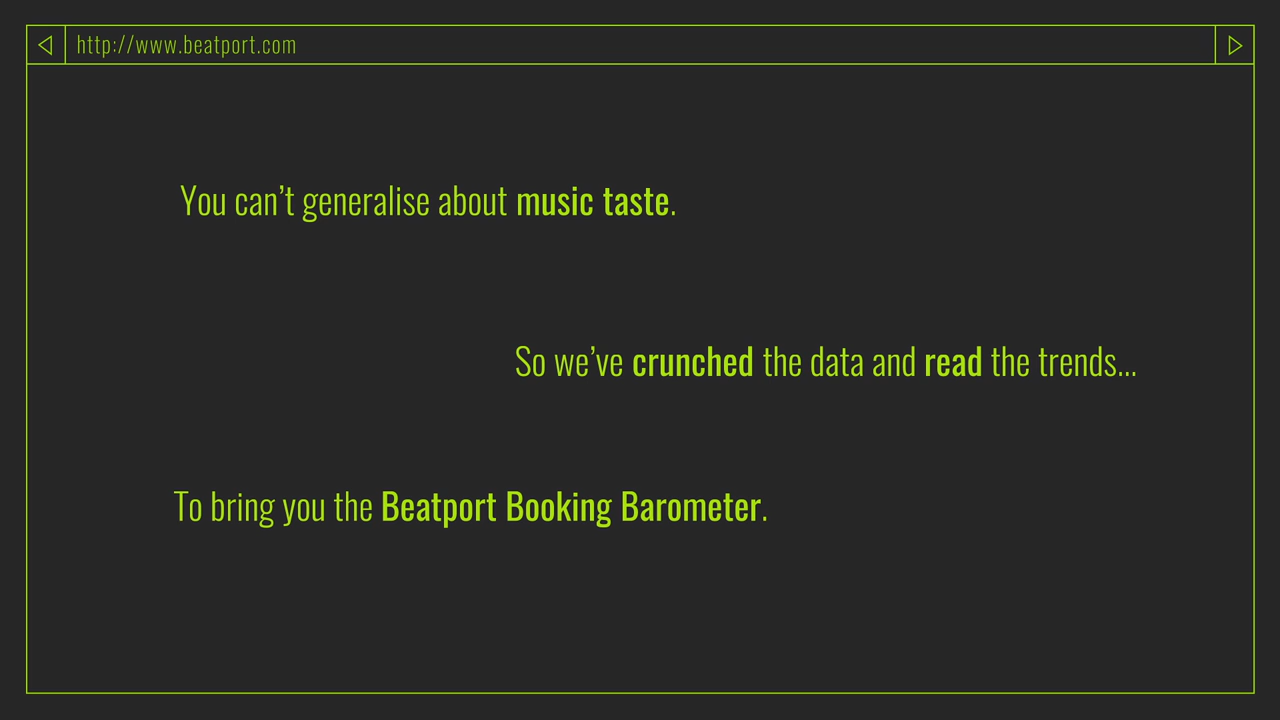 http://www.beatport.com
You can’t generalise about music taste.
So we’ve crunched the data and read the trends...
To bring you the Beatport Booking Barometer.